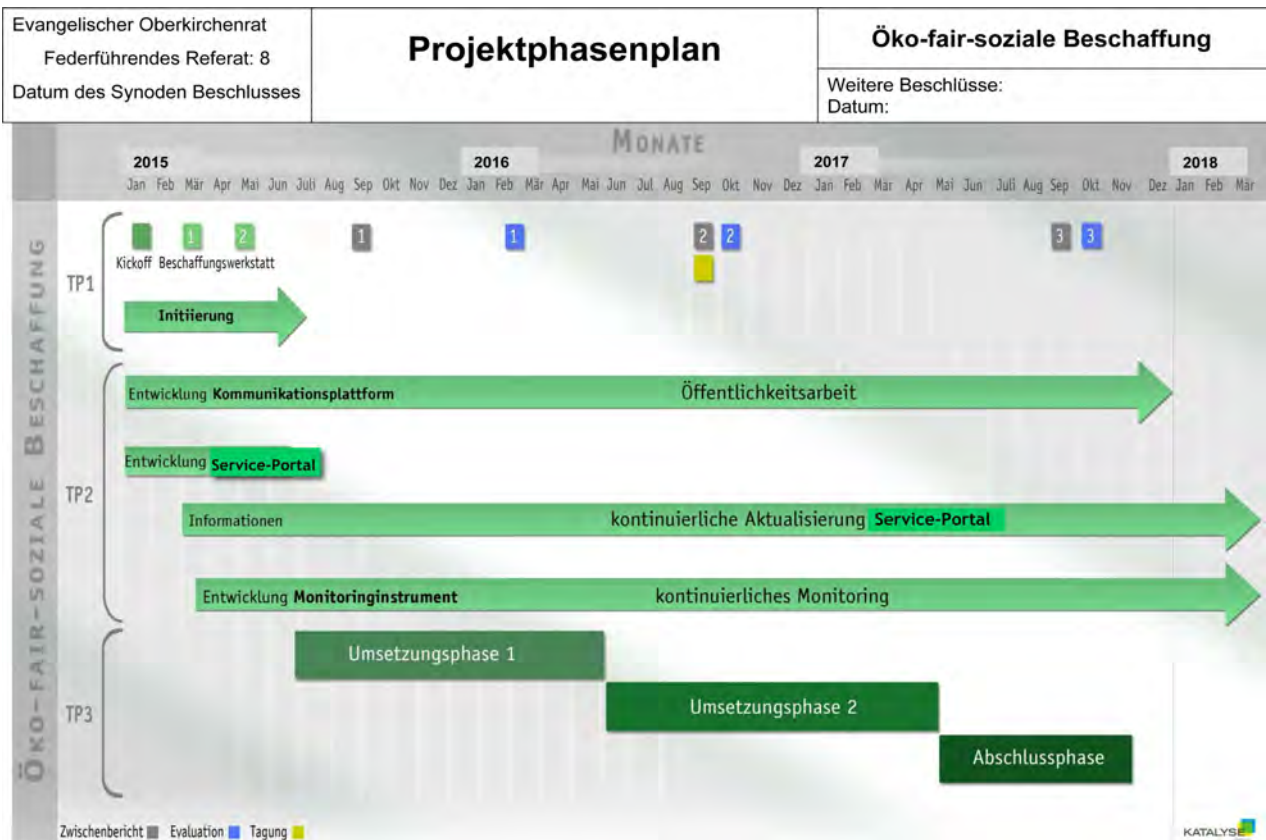 Evangelischer Oberkirchenrat
Federführendes Referat: 8
Datum des Synoden Beschlusses
Projektphasenplan
Öko-fair-soziale Beschaffung
Weitere Beschlüsse:
Datum:
MONATE
2015 2016 2017 2018
Jan Feb Mär Apr Mai Jun Juli Aug Sep Okt Nov Dez Jan Feb Mär Apr Mai Jun Jul Aug Sep Okt Nov Dez Jan Feb Mär Apr Mai Jun Juli Aug Sep Okt Nov Dez Jan Feb Mär
ÖKO-FAIR-SOZIALE BESCHAFFUNG
TP1
1 2 1 1 2 2 3 3
Kickoff Beschaffungswerkstatt
Initiierung
TP2
Entwicklung Kommunikationsplattform Öffentlichkeitsarbeit
Entwicklung Service-Portal
Informationen kontinuierliche Aktualisierung Service-Portal
Entwicklung Monitoringinstrument kontinuierliches Monitoring
TP3
Umsetzungsphase 1
Umsetzungsphase 2
Abschlussphase
Zwischenbericht Evaluation Tagung
KATALYSE